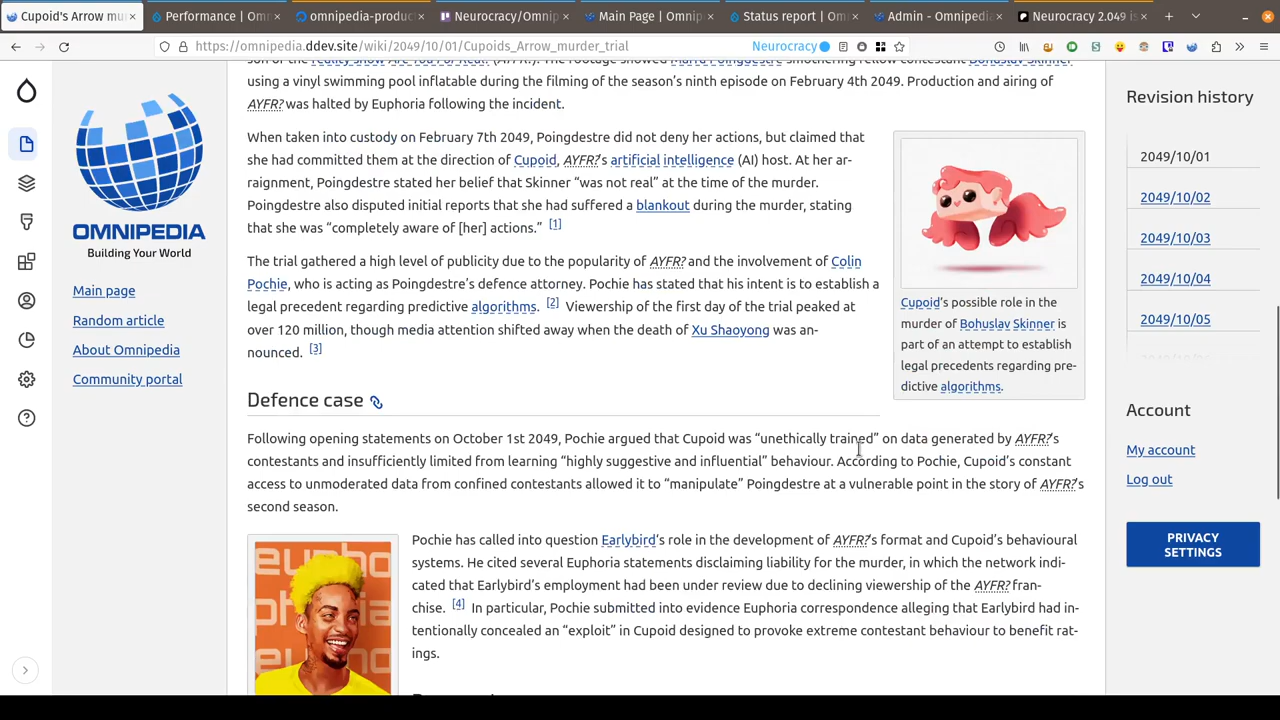 Cupoid's Arrow mur
Performance | O
omnipedia-produc
Neurocracy/Omnip
Main Page | Omnip
Status report | Om
Admin - Omnipedi
Neurocracy 2.049 is
https://omnipedia.ddev.site/wiki/2049/10/01/Cupoids_Arrow_murder_trial
Neurocracy
OMNIPEDIA
Building Your World
Main page
Random article
About Omnipedia
Community portal
using a vinyl swimming pool inflatable during the filming of the season’s ninth episode on February 4th 2049. Production and airing of
AYFR? was halted by Euphoria following the incident.
When taken into custody on February 7th 2049, Poingdestre did not deny her actions, but claimed that
she had committed them at the direction of Cupoid, AYFR?’s artificial intelligence (AI) host. At her ar-
raignment, Poingdestre stated her belief that Skinner “was not real” at the time of the murder.
Poingdestre also disputed initial reports that she had suffered a blankout during the murder, stating
that she was “completely aware of [her] actions.” [1]
The trial gathered a high level of publicity due to the popularity of AYFR? and the involvement of Colin
Pochie, who is acting as Poingdestre’s defence attorney. Pochie has stated that his intent is to establish a
legal precedent regarding predictive algorithms. [2] Viewership of the first day of the trial peaked at
over 120 million, though media attention shifted away when the death of Xu Shaoyong was an-
nounced. [3]
Cupoid’s possible role in the
murder of Bohuslav Skinner is
part of an attempt to establish
legal precedents regarding pre-
dictive algorithms.
Defence case
Following opening statements on October 1st 2049, Pochie argued that Cupoid was “unethically trained” on data generated by AYFR?’s
contestants and insufficiently limited from learning “highly suggestive and influential” behaviour. According to Pochie, Cupoid’s constant
access to unmoderated data from confined contestants allowed it to “manipulate” Poingdestre at a vulnerable point in the story of AYFR?’s
second season.
Pochie has called into question Earlybird’s role in the development of AYFR?’s format and Cupoid’s behavioural
systems. He cited several Euphoria statements disclaiming liability for the murder, in which the network indi-
cated that Earlybird’s employment had been under review due to declining viewership of the AYFR? fran-
chise. [4] In particular, Pochie submitted into evidence Euphoria correspondence alleging that Earlybird had in-
tentionally concealed an “exploit” in Cupoid designed to provoke extreme contestant behaviour to benefit rat-
ings.
Revision history
2049/10/01
2049/10/02
2049/10/03
2049/10/04
2049/10/05
Account
My account
Log out
PRIVACY
SETTINGS